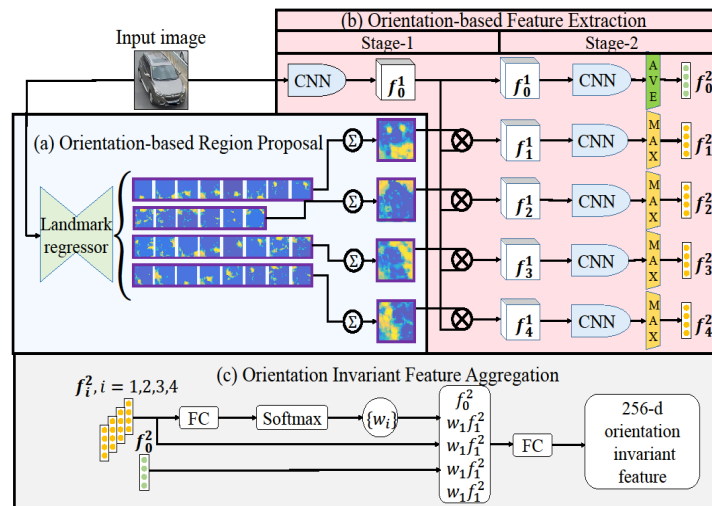 (b) Orientation-based Feature Extraction
Input image
Stage-1
Stage-2
CNN
f_0^1
f_0^1
CNN
AVE
f_0^2
(a) Orientation-based Region Proposal
Σ
f_1^1
CNN
MAX
f_1^2
Landmark
regressor
Σ
f_2^1
CNN
MAX
f_2^2
Σ
f_3^1
CNN
MAX
f_3^2
Σ
f_4^1
CNN
MAX
f_4^2
(c) Orientation Invariant Feature Aggregation
f_i^2, i = 1,2,3,4
FC
Softmax
{w_i}
f_0^2
f_0^2
w_1f_1^2
w_1f_1^2
w_1f_1^2
w_1f_1^2
FC
256-d
orientation
invariant
feature